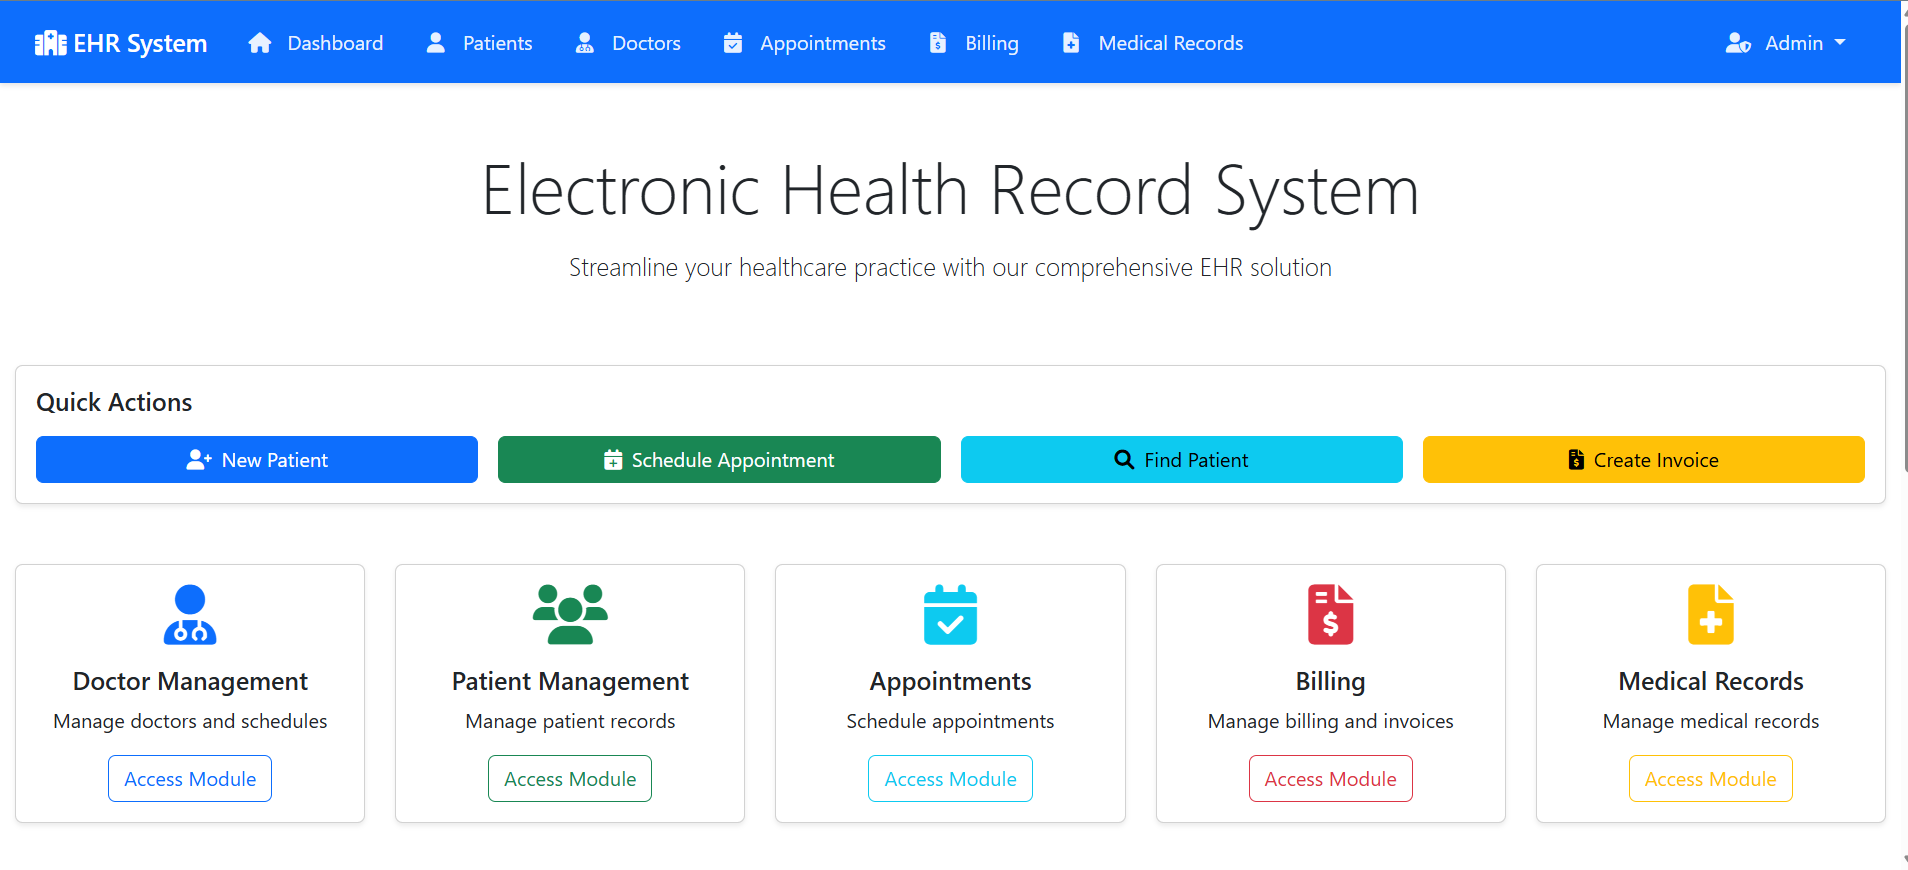 EHR System Dashboard Patients Doctors Appointments Billing Medical Records Admin
Electronic Health Record System
Streamline your healthcare practice with our comprehensive EHR solution
Quick Actions
New Patient Schedule Appointment Find Patient Create Invoice
Doctor Management
Manage doctors and schedules
Access Module
Patient Management
Manage patient records
Access Module
Appointments
Schedule appointments
Access Module
Billing
Manage billing and invoices
Access Module
Medical Records
Manage medical records
Access Module